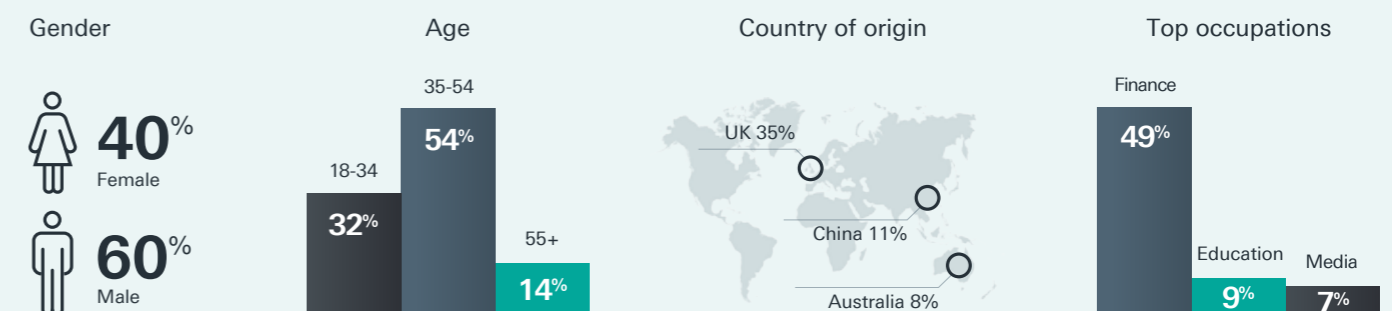 Gender
40%
Female
60%
Male
Age
18-34
32%
35-54
54%
55+
14%
Country of origin
UK 35%
China 11%
Australia 8%
Top occupations
Finance
49%
Education
9%
Media
7%